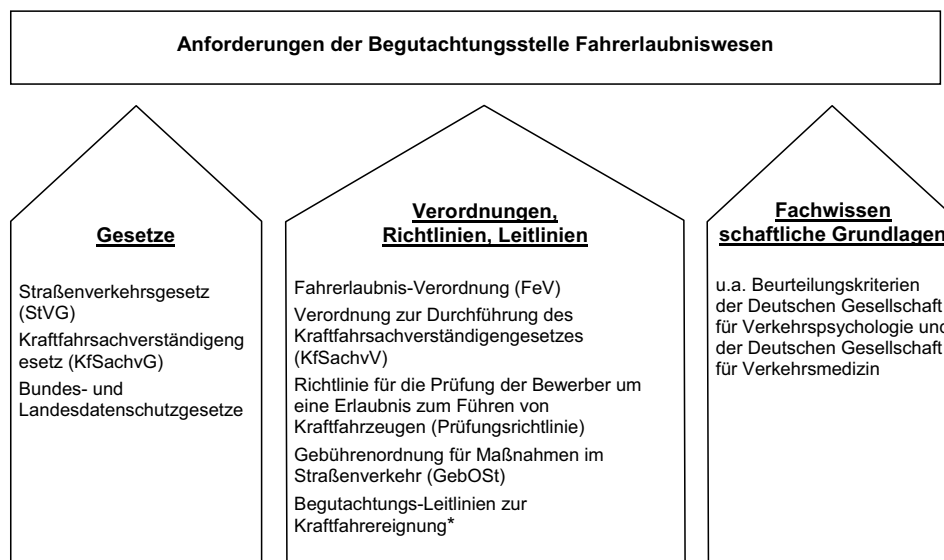 Anforderungen der Begutachtungsstelle Fahrerlaubniswesen
Gesetze
Straßenverkehrsgesetz
(StVG)
Kraftfahrsachverständigeng
esetz (KfSachvG)
Bundes- und
Landesdatenschutzgesetze
Verordnungen,
Richtlinien, Leitlinien
Fahrerlaubnis-Verordnung (FeV)
Verordnung zur Durchführung des
Kraftfahrsachverständigengesetzes
(KfSachvV)
Richtlinie für die Prüfung der Bewerber um
eine Erlaubnis zum Führen von
Kraftfahrzeugen (Prüfungsrichtlinie)
Gebührenordnung für Maßnahmen im
Straßenverkehr (GebOSt)
Begutachtungs-Leitlinien zur
Kraftfahrereignung*
Fachwissen
schaftliche Grundlagen
u.a. Beurteilungskriterien
der Deutschen Gesellschaft
für Verkehrspsychologie und
der Deutschen Gesellschaft
für Verkehrsmedizin